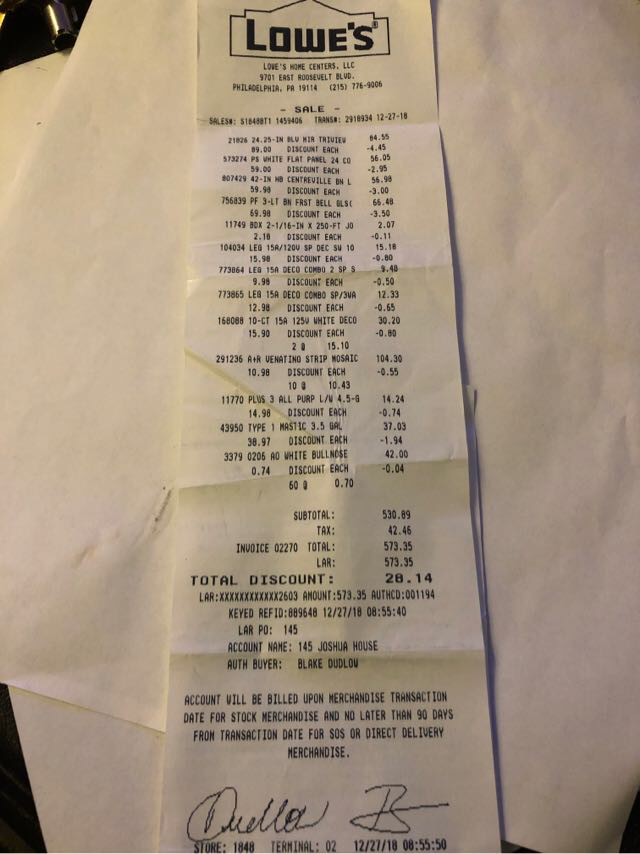 LOWE'S®
LOWE'S HOME CENTERS, LLC
9701 EAST ROOSEVELT BLVD.
PHILADELPHIA, PA 19114 (215) 776-9006
- SALE -
SALES#: S1848BT1 1459406 TRANS#: 2918934 12-27-18
21826 24.25-IN BLU MIR TRIVIEW 84.55
89.00 DISCOUNT EACH -4.45
573274 PS WHITE FLAT PANEL 24 CO 56.05
59.00 DISCOUNT EACH -2.95
807429 42-IN HB CENTREVILLE BN L 56.98
59.98 DISCOUNT EACH -3.00
756839 PF 3-LT BN FRST BELL GLS( 66.48
69.98 DISCOUNT EACH -3.50
11749 BDX 2-1/16-IN X 250-FT JO 2.07
2.18 DISCOUNT EACH -0.11
104034 LEG 15A/120V SP DEC SW 10 15.18
15.98 DISCOUNT EACH -0.80
773864 LEG 15A DECO COMBO 2 SP S 9.48
9.98 DISCOUNT EACH -0.50
773865 LEG 15A DECO COMBO SP/3WA 12.33
12.98 DISCOUNT EACH -0.65
168088 10-CT 15A 125V WHITE DECO 30.20
15.90 DISCOUNT EACH -0.80
2 @ 15.10
291236 A+R VENATINO STRIP MOSAIC 104.30
10.98 DISCOUNT EACH -0.55
10 @ 10.43
11770 PLUS 3 ALL PURP L/W 4.5-G 14.24
14.98 DISCOUNT EACH -0.74
43950 TYPE 1 MASTIC 3.5 GAL 37.03
38.97 DISCOUNT EACH -1.94
3379 0206 AO WHITE BULLNOSE 42.00
0.74 DISCOUNT EACH -0.04
60 @ 0.70
SUBTOTAL: 530.89
TAX: 42.46
INVOICE 02270 TOTAL: 573.35
LAR: 573.35
TOTAL DISCOUNT: 28.14
LAR:XXXXXXXXXXXX2603 AMOUNT:573.35 AUTHCD:001194
KEYED REFID:889648 12/27/18 08:55:40
LAR PO: 145
ACCOUNT NAME: 145 JOSHUA HOUSE
AUTH BUYER: BLAKE DUDLOW
ACCOUNT WILL BE BILLED UPON MERCHANDISE TRANSACTION
DATE FOR STOCK MERCHANDISE AND NO LATER THAN 90 DAYS
FROM TRANSACTION DATE FOR SOS OR DIRECT DELIVERY
MERCHANDISE.
STORE: 1848 TERMINAL: 02 12/27/18 08:55:50